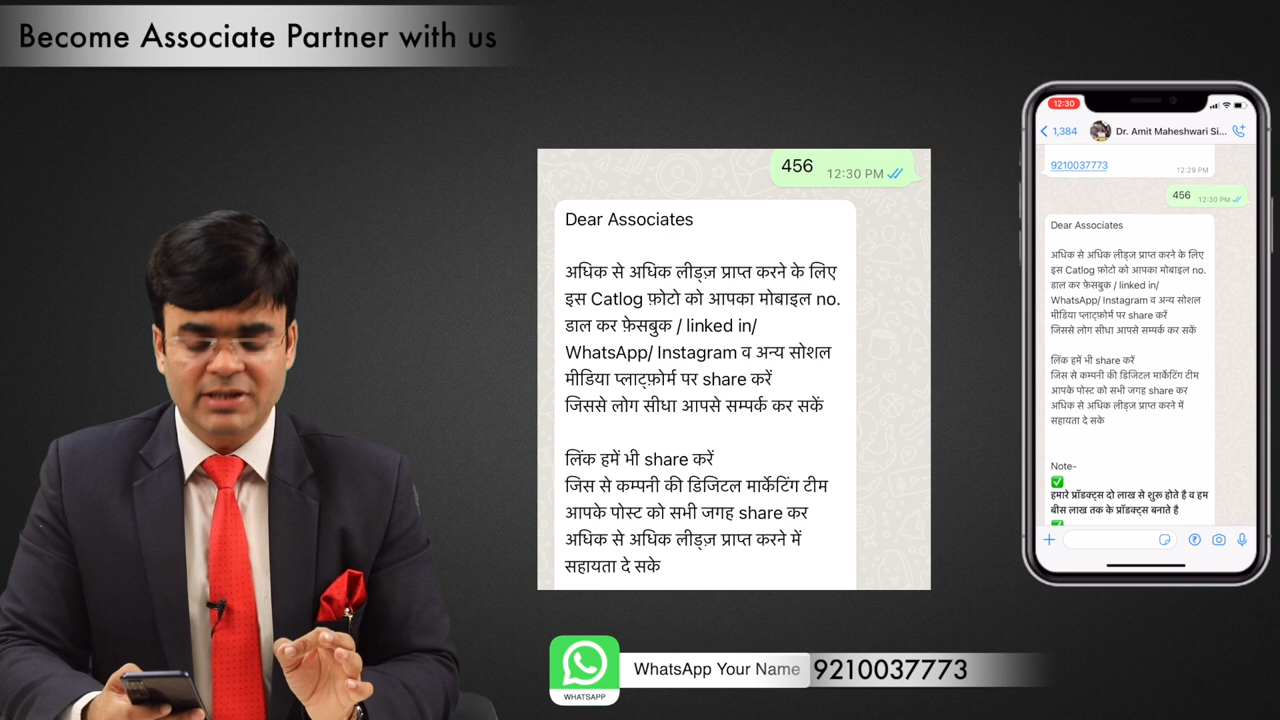 Become Associate Partner with us
456 12:30 PM
Dear Associates
अधिक से अधिक लीड्ज़ प्राप्त करने के लिए
इस Catlog फ़ोटो को आपका मोबाइल no.
डाल कर फ़ेसबुक / linked in/
WhatsApp/ Instagram व अन्य सोशल
मीडिया प्लाट्फ़ोर्म पर share करें
जिससे लोग सीधा आपसे सम्पर्क कर सकें
लिंक हमें भी share करें
जिस से कम्पनी की डिजिटल मार्केटिंग टीम
आपके पोस्ट को सभी जगह share कर
अधिक से अधिक लीड्ज़ प्राप्त करने में
सहायता दे सके
12:30
1,384 Dr. Amit Maheshwari Si...
9210037773 12:29 PM
456 12:30 PM
Dear Associates
अधिक से अधिक लीड्ज़ प्राप्त करने के लिए
इस Catlog फ़ोटो को आपका मोबाइल no.
डाल कर फ़ेसबुक / linked in/
WhatsApp/ Instagram व अन्य सोशल
मीडिया प्लाट्फ़ोर्म पर share करें
जिससे लोग सीधा आपसे सम्पर्क कर सकें
लिंक हमें भी share करें
जिस से कम्पनी की डिजिटल मार्केटिंग टीम
आपके पोस्ट को सभी जगह share कर
अधिक से अधिक लीड्ज़ प्राप्त करने में
सहायता दे सके
Note-
हमारे प्रॉडक्ट्स दो लाख से शुरू होते है व हम
बीस लाख तक के प्रॉडक्ट्स बनाते है
WHATSAPP
WhatsApp Your Name 9210037773